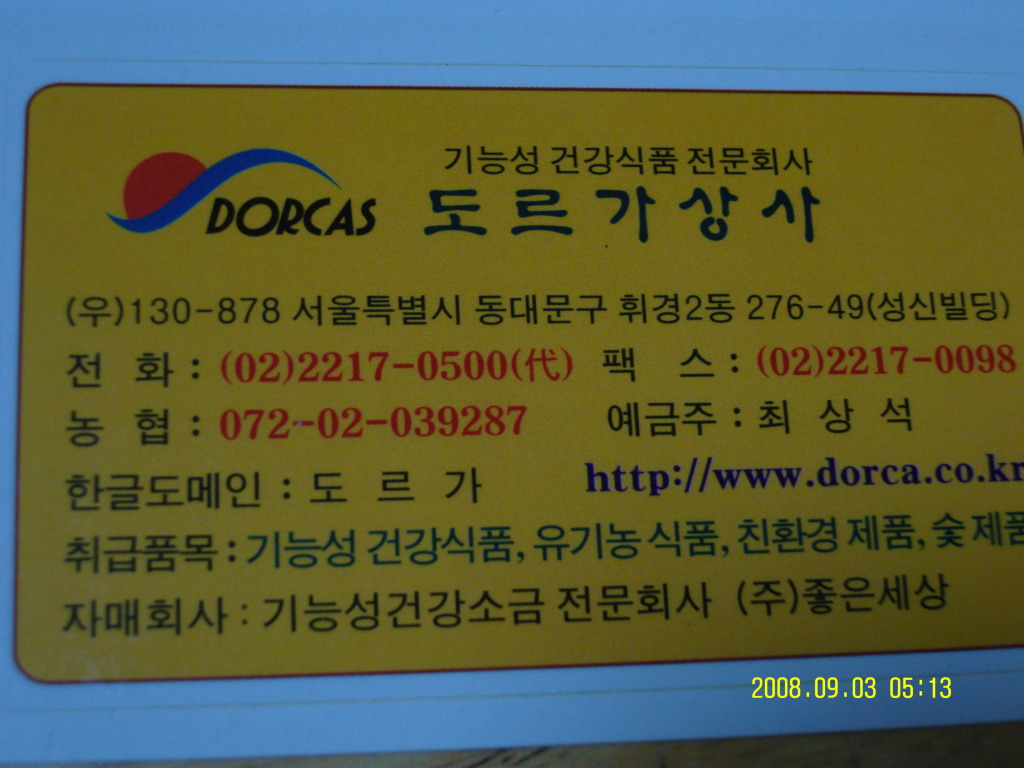 기능성 건강식품 전문회사
DORCAS 도르가상사
(우)130-878 서울특별시 동대문구 휘경2동 276-49(성신빌딩)
전 화 : (02)2217-0500(代) 팩 스 : (02)2217-0098
농 협 : 072-02-039287 예금주 : 최 상 석
한글도메인 : 도 르 가 http://www.dorca.co.kr
취급품목 : 기능성 건강식품, 유기농 식품, 친환경 제품, 숯 제품
자매회사 : 기능성건강소금 전문회사 (주)좋은세상
2008.09.03 05:13